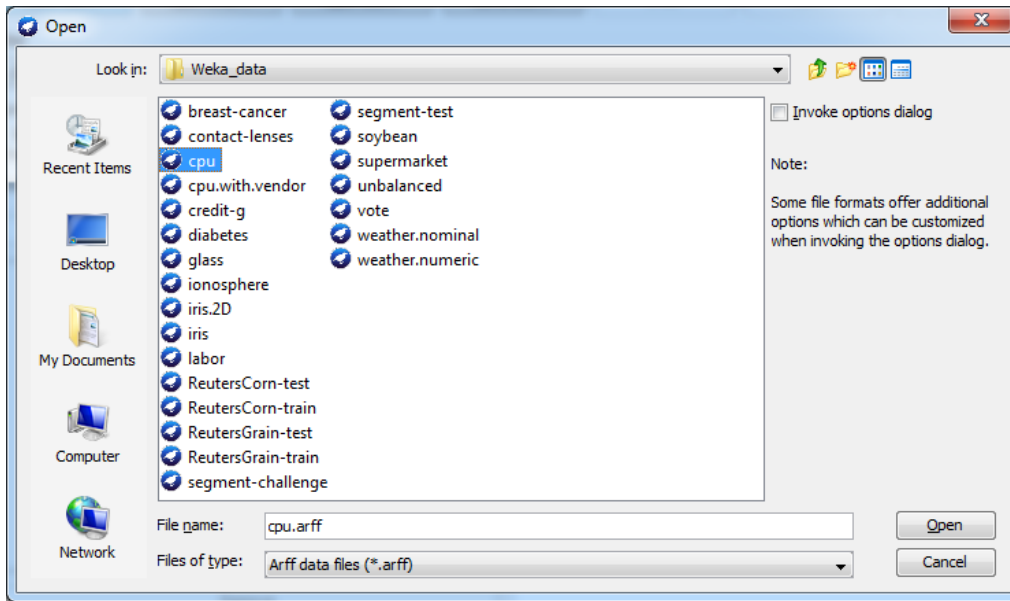 Open
Look in:
Weka_data
Recent Items
Desktop
My Documents
Computer
Network
breast-cancer
contact-lenses
cpu
cpu.with.vendor
credit-g
diabetes
glass
ionosphere
iris.2D
iris
labor
ReutersCorn-test
ReutersCorn-train
ReutersGrain-test
ReutersGrain-train
segment-challenge
segment-test
soybean
supermarket
unbalanced
vote
weather.nominal
weather.numeric
Invoke options dialog
Note:
Some file formats offer additional
options which can be customized
when invoking the options dialog.
File name:
cpu.arff
Open
Files of type:
Arff data files (*.arff)
Cancel